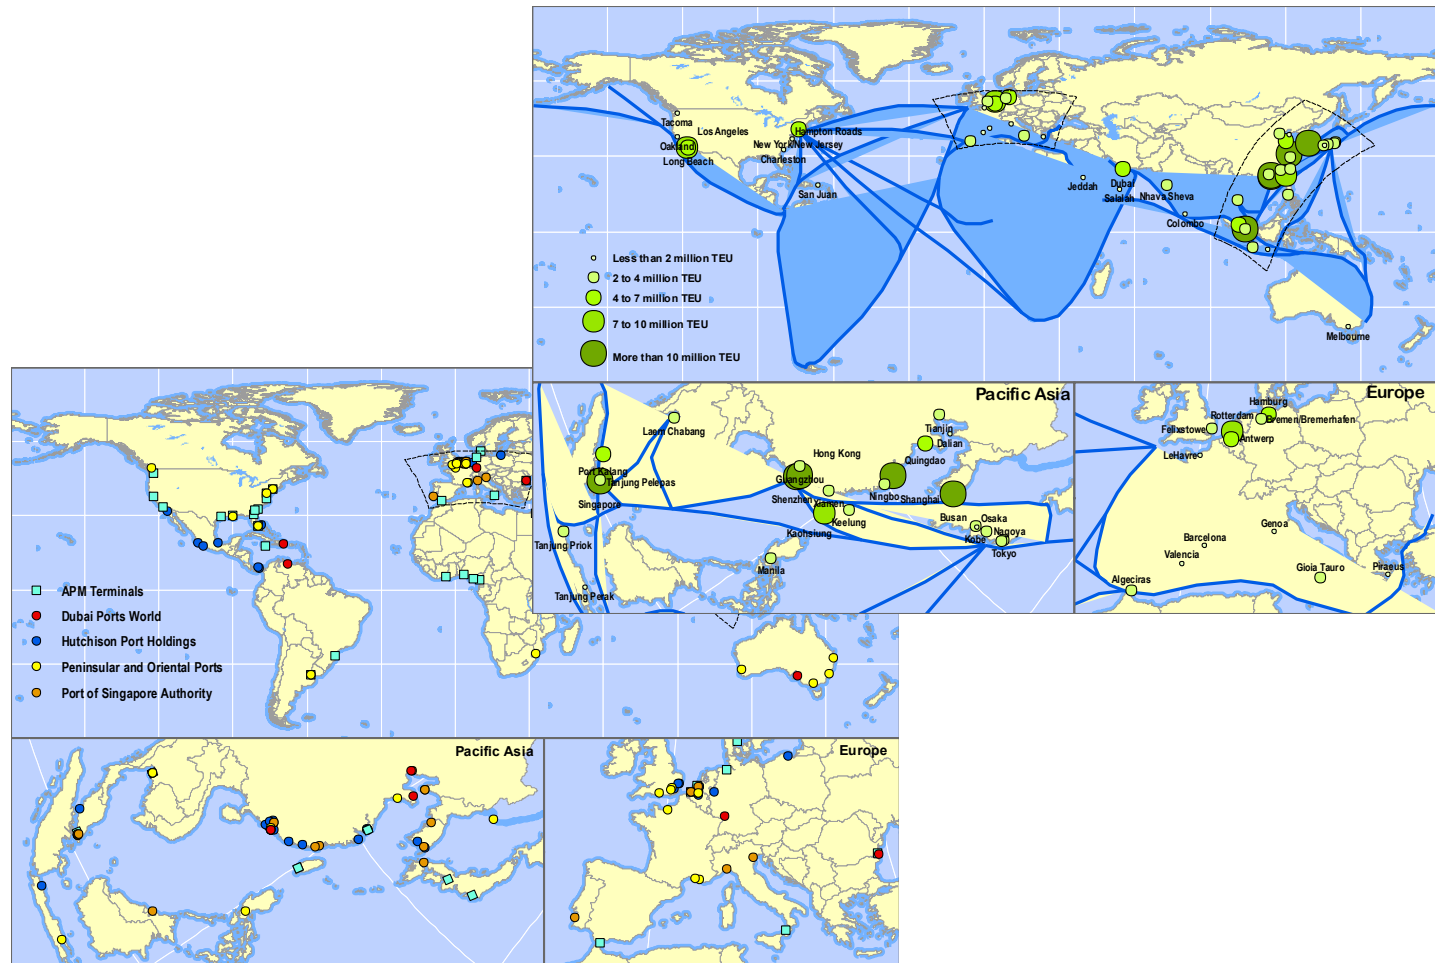 Tacoma
Los Angeles
Oakland
Long Beach
Hampton Roads
New York/New Jersey
Charleston
San Juan
Jeddah
Dubai
Salalah
Nhava Sheva
Colombo
Melbourne
Less than 2 million TEU
2 to 4 million TEU
4 to 7 million TEU
7 to 10 million TEU
More than 10 million TEU
Pacific Asia
Laem Chabang
Tianjin
Dalian
Hong Kong
Quingdao
Port Kelang
Tanjung Pelepas
Guangzhou
Shenzhen
Ningbo
Shanghai
Singapore
Xiamen
Keelung
Kaohsiung
Busan
Osaka
Nagoya
Kobe
Tokyo
Tanjung Priok
Manila
Tanjung Perak
Europe
Hamburg
Rotterdam
Bremen/Bremerhafen
Felixstowe
Antwerp
LeHavre
Genoa
Barcelona
Valencia
Gioia Tauro
Piraeus
Algeciras
APM Terminals
Dubai Ports World
Hutchison Port Holdings
Peninsular and Oriental Ports
Port of Singapore Authority
Pacific Asia
Europe